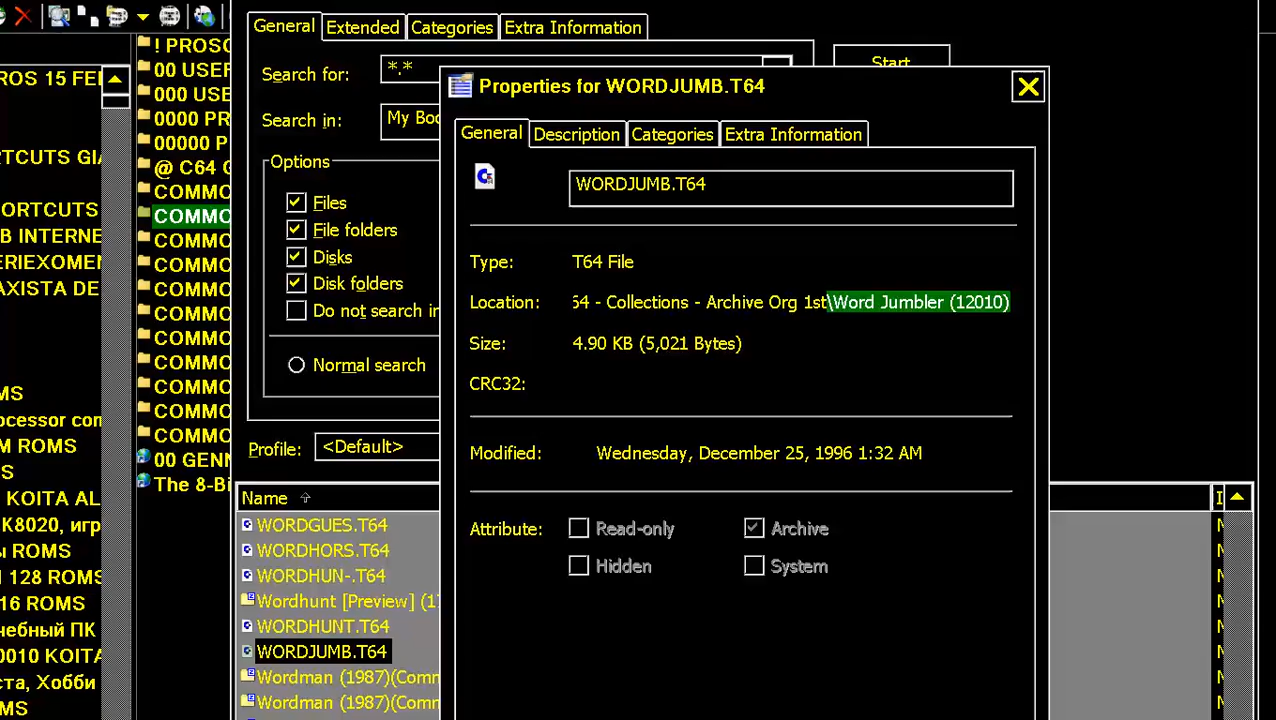 General
Extended
Categories
Extra Information
Search for:
*.*
Start
Search in:
My Boo
Options
Files
File folders
Disks
Disk folders
Do not search in
Normal search
Profile:
<Default>
Properties for WORDJUMB.T64
General
Description
Categories
Extra Information
WORDJUMB.T64
Type:
T64 File
Location:
64 - Collections - Archive Org 1st\Word Jumbler (12010)
Size:
4.90 KB (5,021 Bytes)
CRC32:
Modified:
Wednesday, December 25, 1996 1:32 AM
Attribute:
Read-only
Archive
Hidden
System
Name
WORDGUES.T64
WORDHORS.T64
WORDHUN-.T64
Wordhunt [Preview] (1
WORDHUNT.T64
WORDJUMB.T64
Wordman (1987)(Comm
Wordman (1987)(Comm
! PROSO
00 USEF
000 USE
0000 PR
00000 P
@ C64 G
COMMO
COMMO
COMMO
COMMO
COMMO
COMMO
COMMO
COMMO
COMMO
COMMO
COMMO
00 GENN
The 8-Bi
ROS 15 FEI
RTCUTS GIA
ORTCUTS
B INTERNE
ERIEXOMEN
AXISTA DE
MS
ocessor com
M ROMS
S
KOITA AL
K8020, игр
ы ROMS
I 128 ROMS
16 ROMS
чебный ПК
0010 KOITA
ста, Хобби
MS